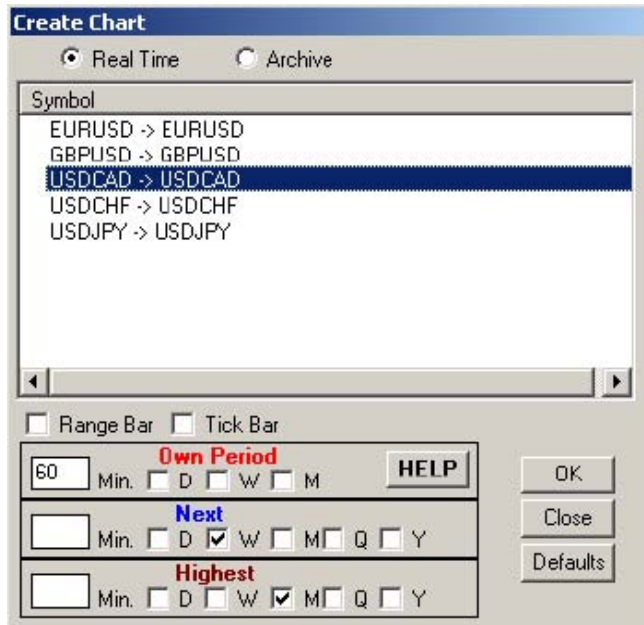 Create Chart
Real Time Archive
Symbol
EURUSD -> EURUSD
GBPUSD -> GBPUSD
USDCAD -> USDCAD
USDCHF -> USDCHF
USDJPY -> USDJPY
Range Bar Tick Bar
Own Period
60 Min. D W M HELP
OK
Next
Min. D W M Q Y
Close
Highest
Min. D W M Q Y
Defaults